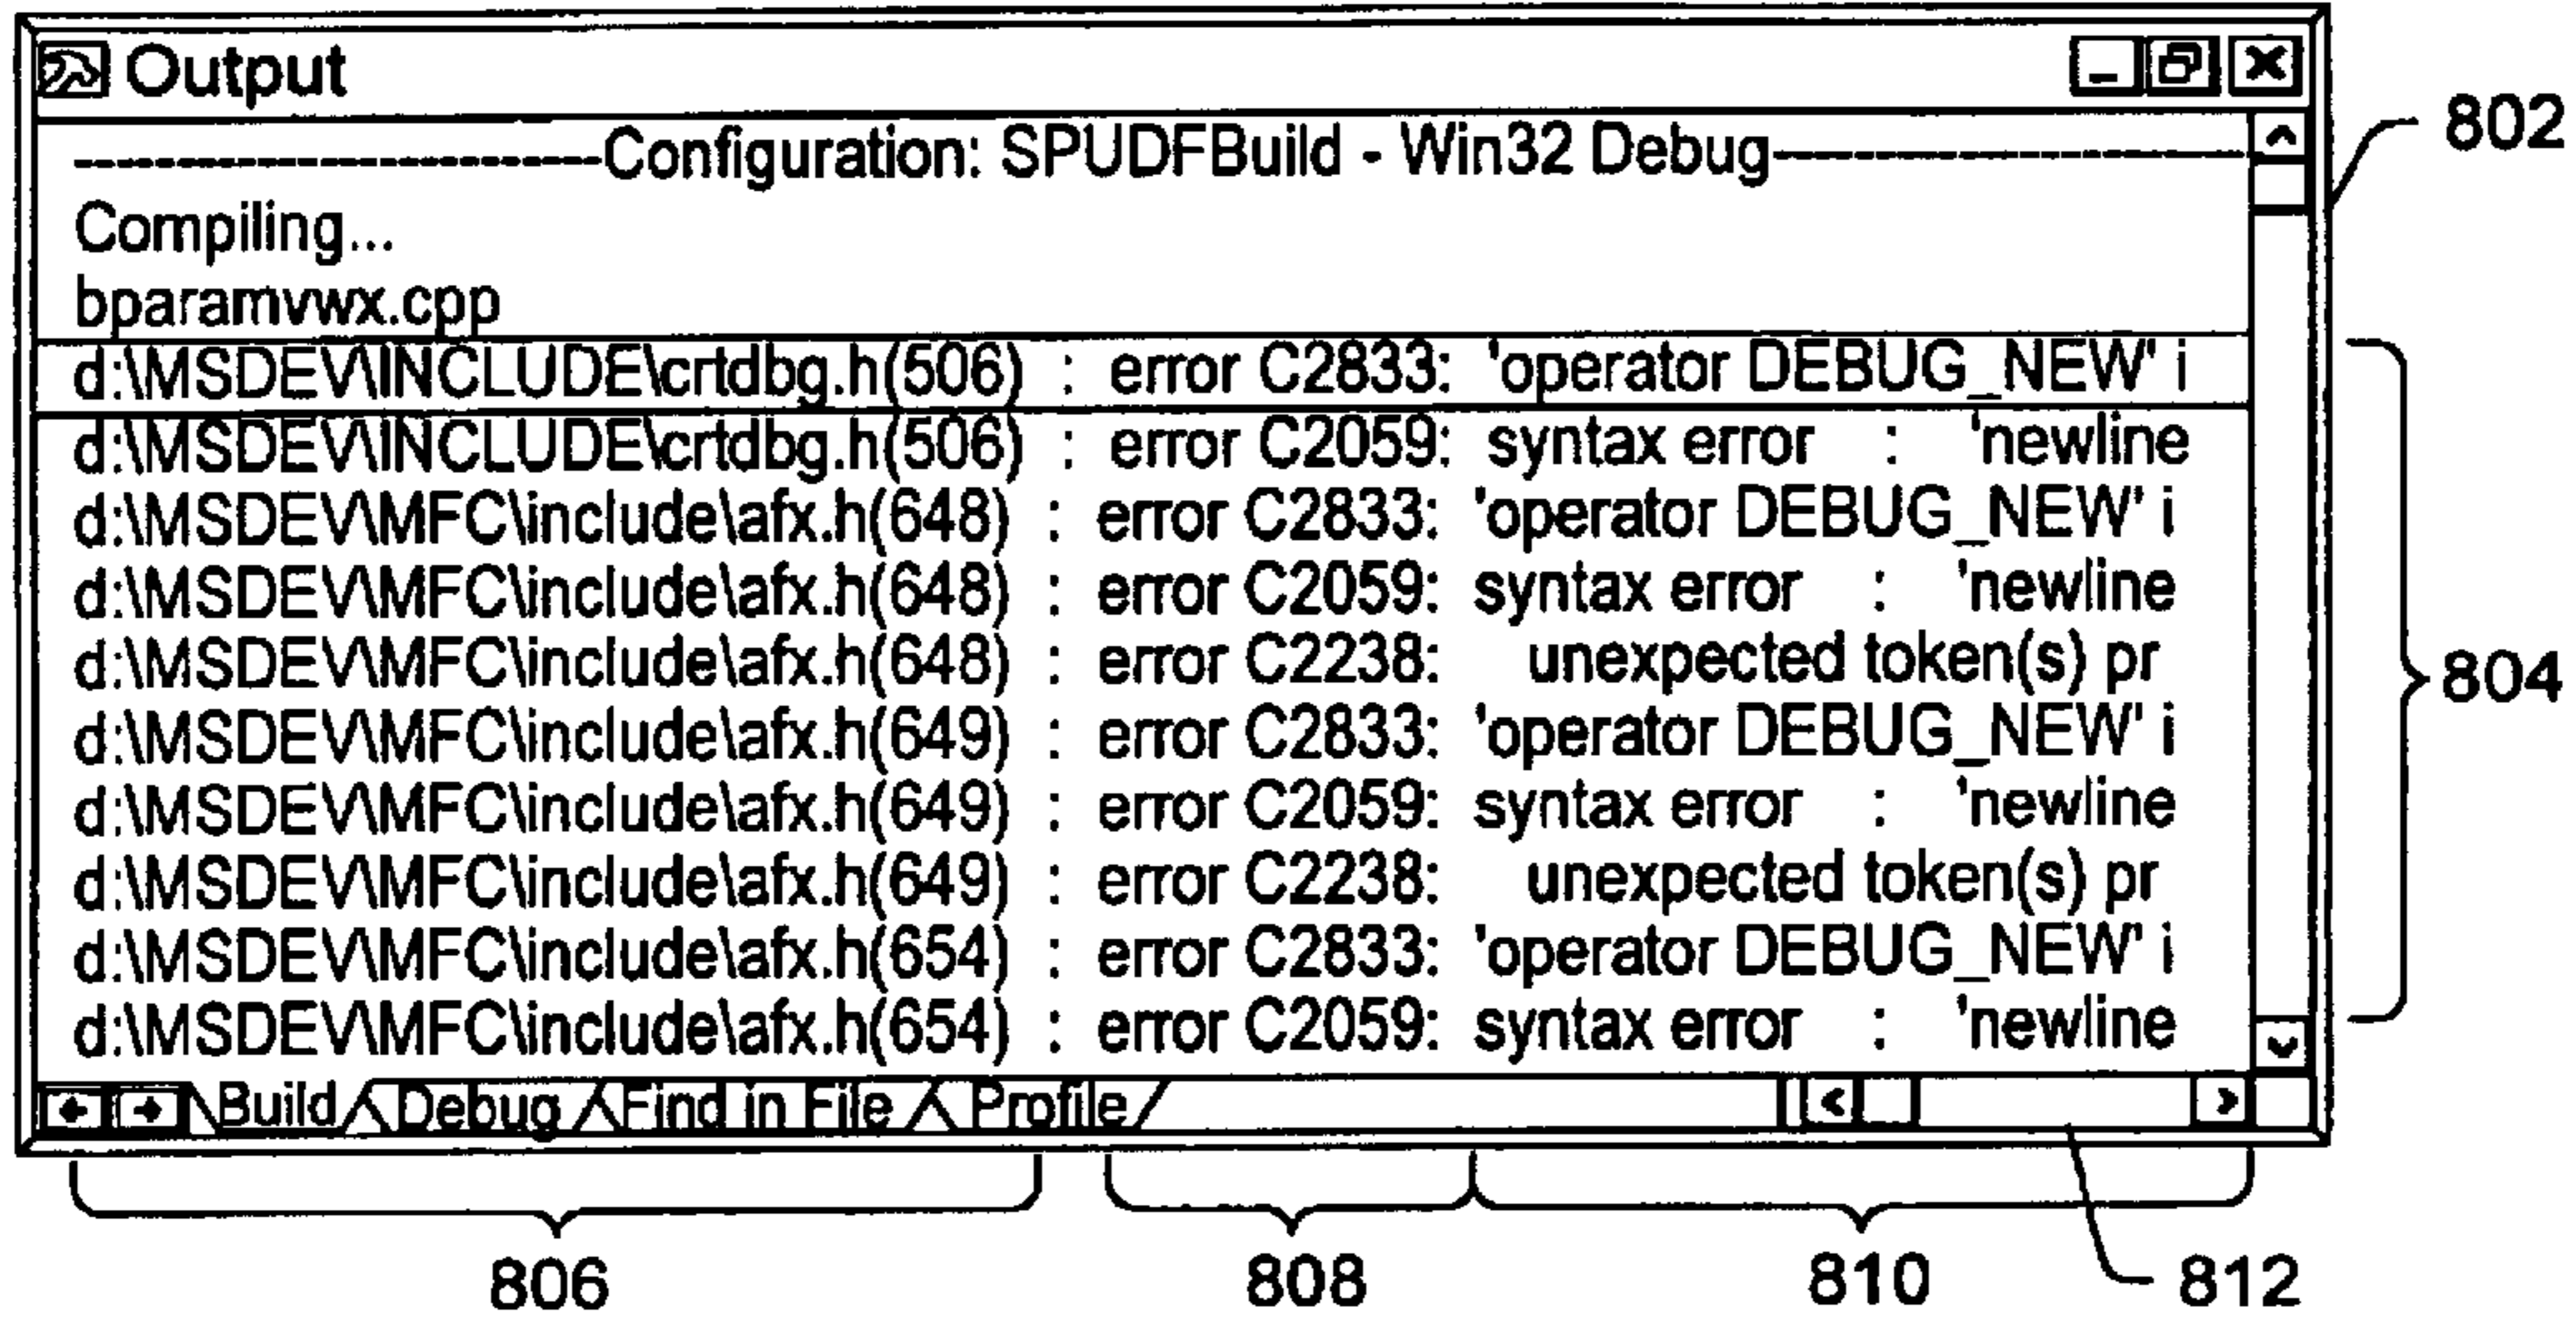 Output
-------------------------Configuration: SPUDFBuild - Win32 Debug-----------------------
802
Compiling...
bparamvwx.cpp
d:\MSDEV\INCLUDE\crtdbg.h(506) : error C2833: 'operator DEBUG_NEW' i
d:\MSDEV\INCLUDE\crtdbg.h(506) : error C2059: syntax error : 'newline
d:\MSDEV\MFC\include\afx.h(648) : error C2833: 'operator DEBUG_NEW' i
d:\MSDEV\MFC\include\afx.h(648) : error C2059: syntax error : 'newline
d:\MSDEV\MFC\include\afx.h(648) : error C2238: unexpected token(s) pr
804
d:\MSDEV\MFC\include\afx.h(649) : error C2833: 'operator DEBUG_NEW' i
d:\MSDEV\MFC\include\afx.h(649) : error C2059: syntax error : 'newline
d:\MSDEV\MFC\include\afx.h(649) : error C2238: unexpected token(s) pr
d:\MSDEV\MFC\include\afx.h(654) : error C2833: 'operator DEBUG_NEW' i
d:\MSDEV\MFC\include\afx.h(654) : error C2059: syntax error : 'newline
Build Debug Find in File Profile
806 808 810 812